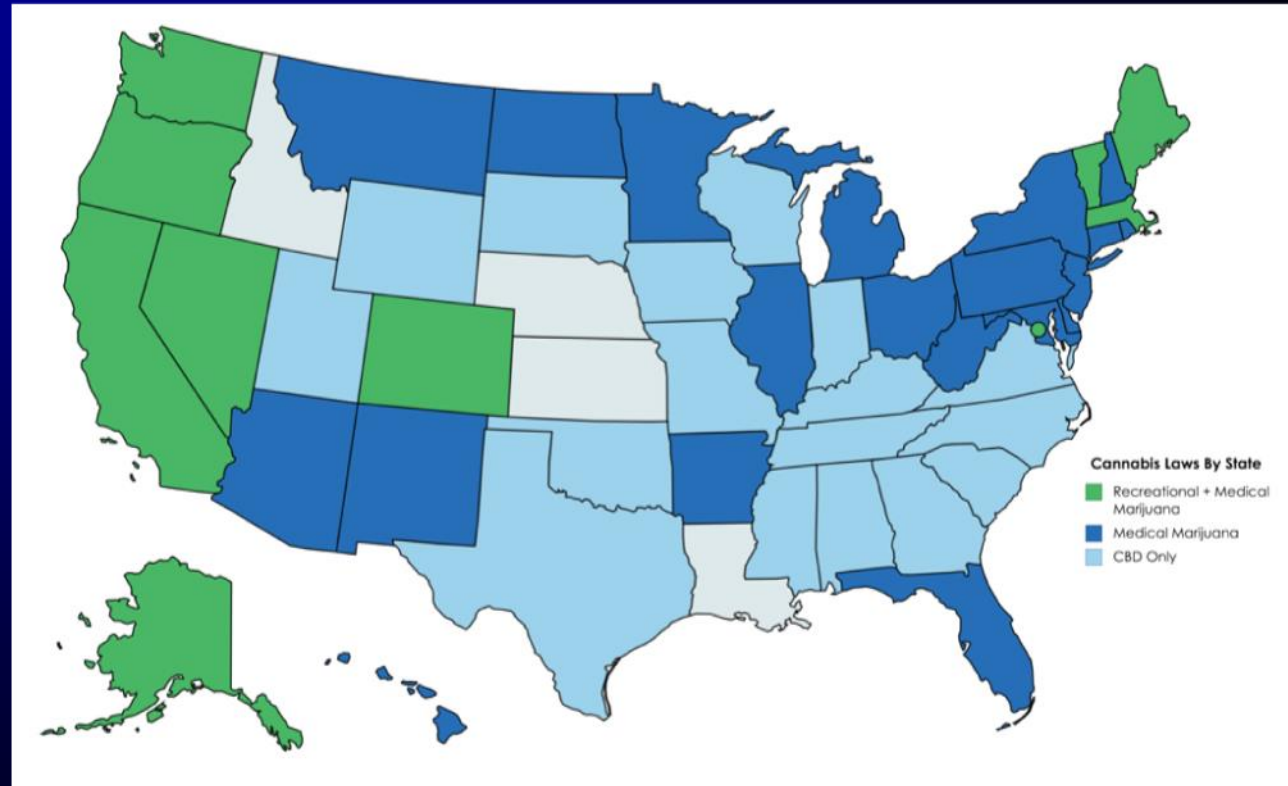 Cannabis Laws By State
Recreational + Medical
Marijuana
Medical Marijuana
CBD Only